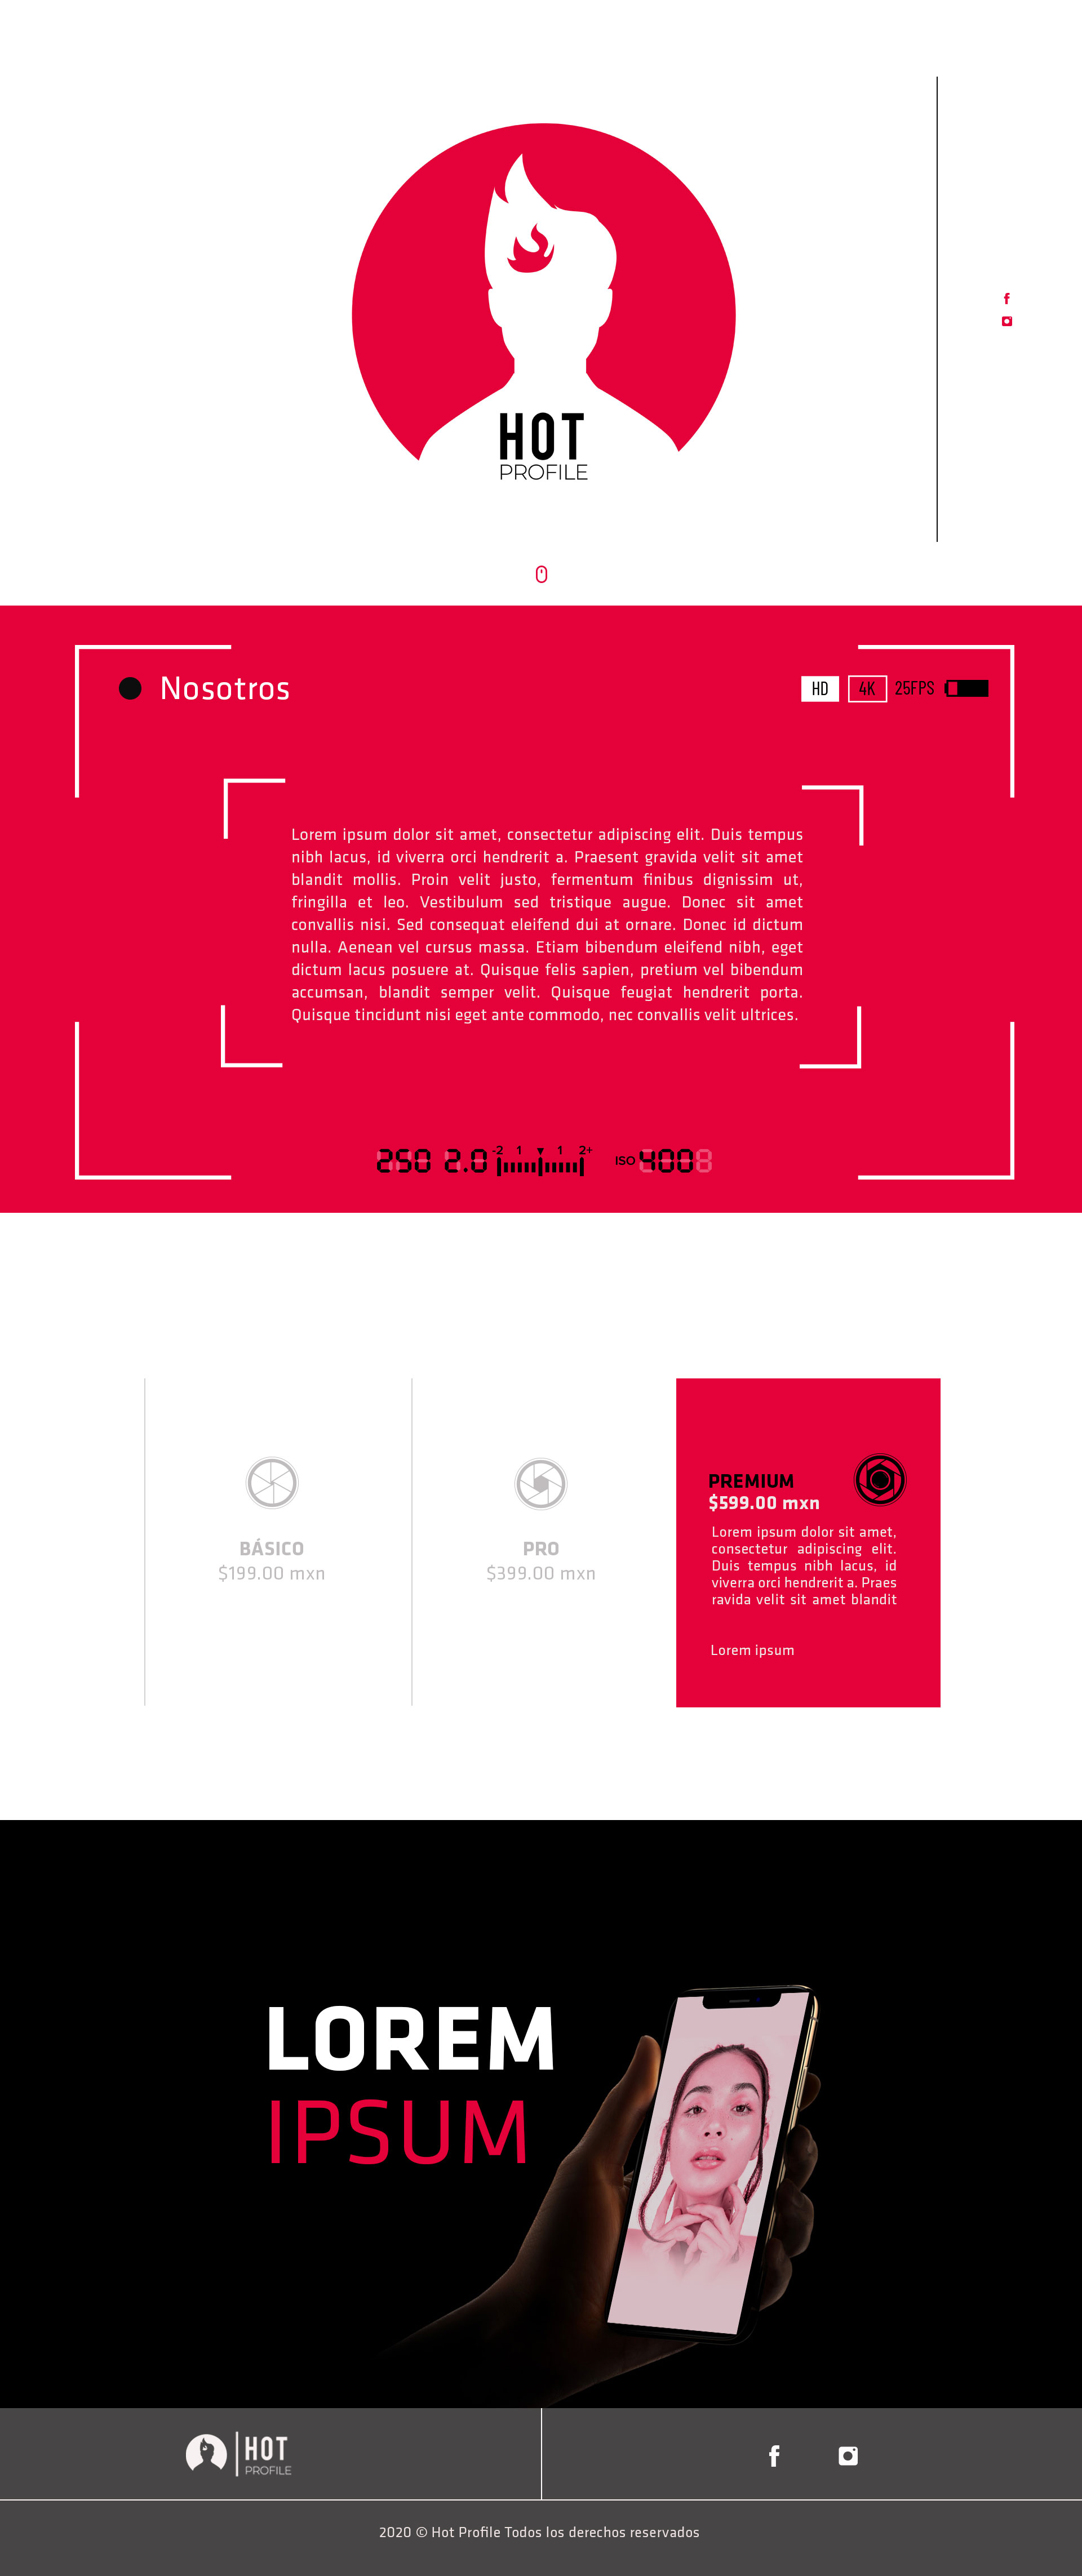 HOT
PROFILE
Nosotros
HD 4K 25FPS
Lorem ipsum dolor sit amet, consectetur adipiscing elit. Duis tempus
nibh lacus, id viverra orci hendrerit a. Praesent gravida velit sit amet
blandit mollis. Proin velit justo, fermentum finibus dignissim ut,
fringilla et leo. Vestibulum sed tristique augue. Donec sit amet
convallis nisi. Sed consequat eleifend dui at ornare. Donec id dictum
nulla. Aenean vel cursus massa. Etiam bibendum eleifend nibh, eget
dictum lacus posuere at. Quisque felis sapien, pretium vel bibendum
accumsan, blandit semper velit. Quisque feugiat hendrerit porta.
Quisque tincidunt nisi eget ante commodo, nec convallis velit ultrices.
-2 1 1 2+
250 2.0 ISO 400
BÁSICO
$199.00 mxn
PRO
$399.00 mxn
PREMIUM
$599.00 mxn
Lorem ipsum dolor sit amet,
consectetur adipiscing elit.
Duis tempus nibh lacus, id
viverra orci hendrerit a. Praes
ravida velit sit amet blandit
Lorem ipsum
LOREM
IPSUM
HOT
PROFILE
2020 © Hot Profile Todos los derechos reservados